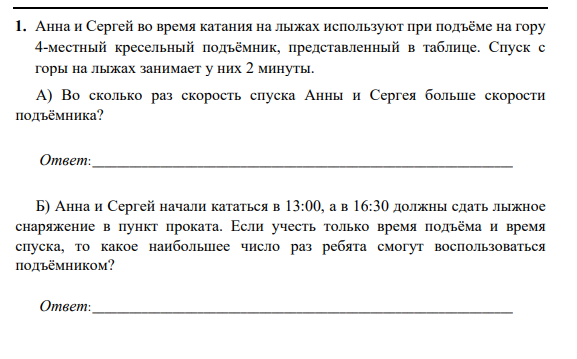 1. Анна и Сергей во время катания на лыжах используют при подъёме на гору
4-местный кресельный подъёмник, представленный в таблице. Спуск с
горы на лыжах занимает у них 2 минуты.
А) Во сколько раз скорость спуска Анны и Сергея больше скорости
подъёмника?
Ответ:
Б) Анна и Сергей начали кататься в 13:00, а в 16:30 должны сдать лыжное
снаряжение в пункт проката. Если учесть только время подъёма и время
спуска, то какое наибольшее число раз ребята смогут воспользоваться
подъёмником?
Ответ: